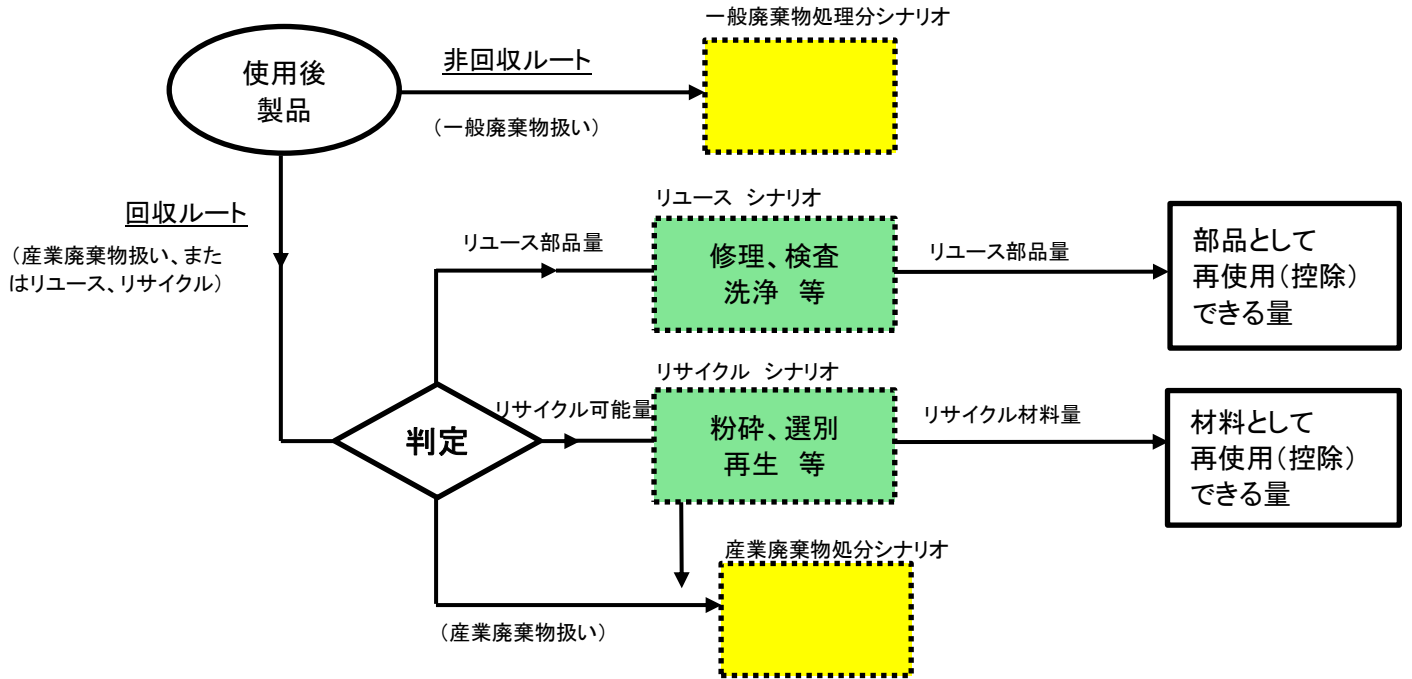 一般廃棄物処理分シナリオ
使用後
製品
非回収ルート
（一般廃棄物扱い）
回収ルート
（産業廃棄物扱い、また
はリユース、リサイクル）
リユース部品量
リユース シナリオ
修理、検査
洗浄 等
リユース部品量
部品として
再使用（控除）
できる量
判定
リサイクル可能量
リサイクル シナリオ
粉砕、選別
再生 等
リサイクル材料量
材料として
再使用（控除）
できる量
産業廃棄物処分シナリオ
（産業廃棄物扱い）